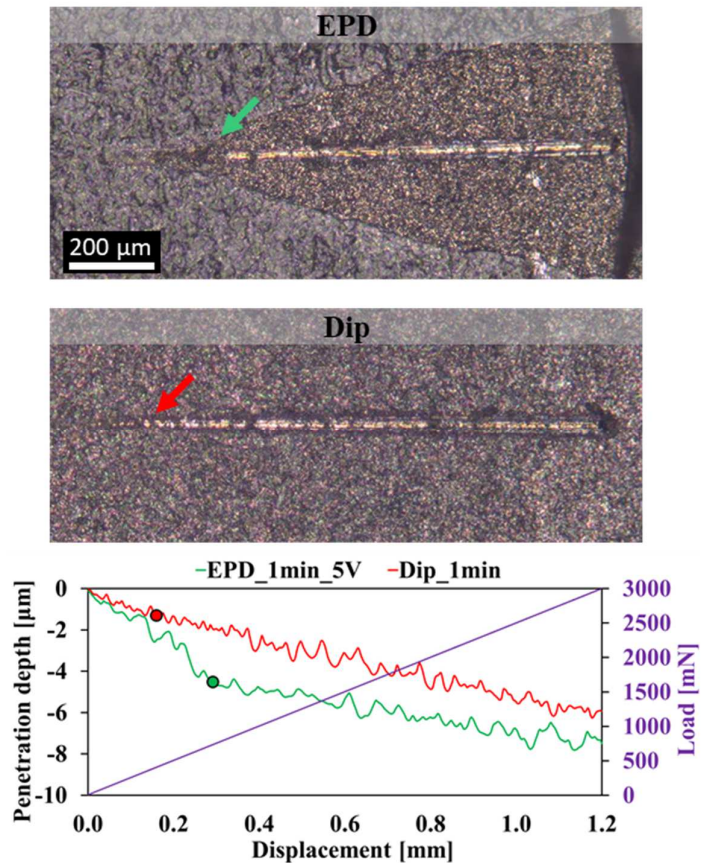 EPD
200 µm
Dip
EPD_1min_5V Dip_1min
0
-2
-4
-6
-8
-10
Penetration depth [µm]
3000
2500
2000
1500
1000
500
0
Load [mN]
0.0 0.2 0.4 0.6 0.8 1.0 1.2
Displacement [mm]